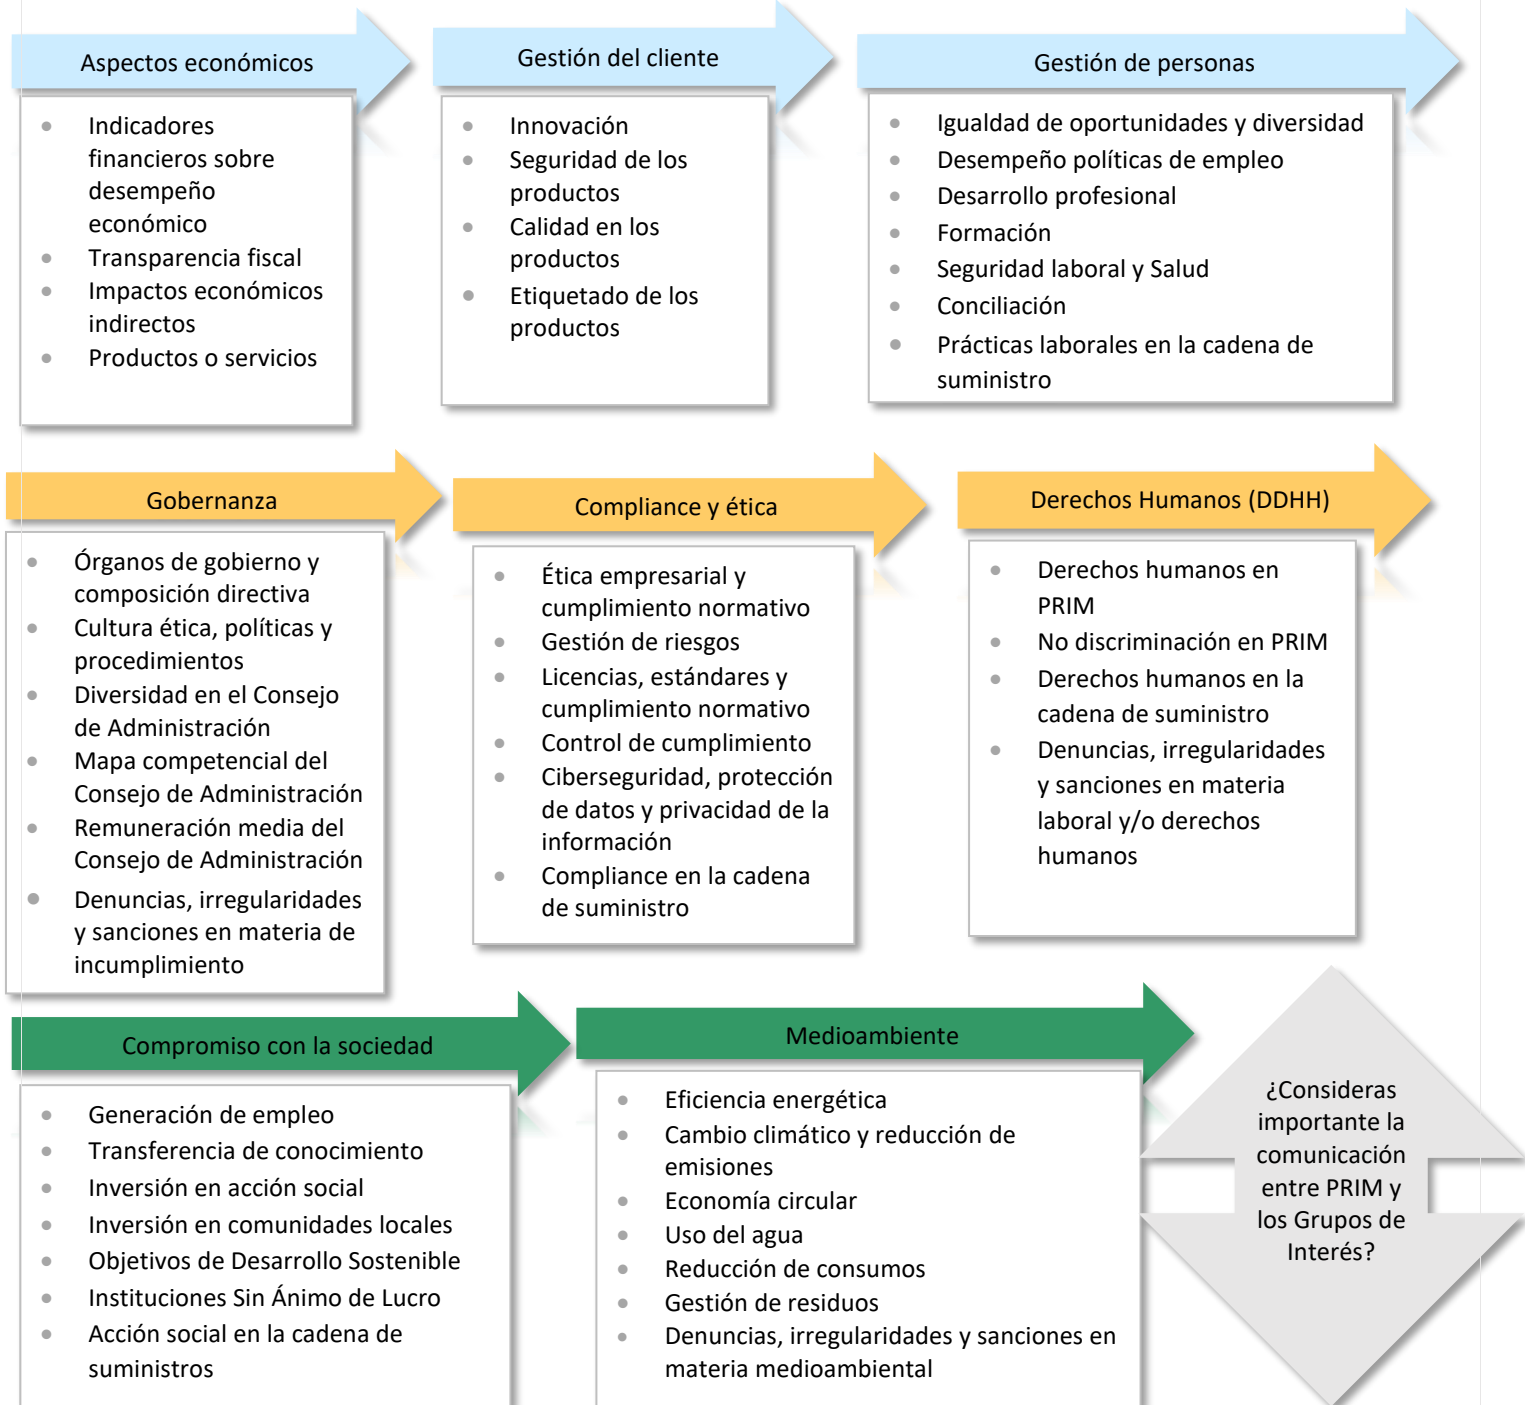 Aspectos económicos
Indicadores
financieros sobre
desempeño
económico
Transparencia fiscal
Impactos económicos
indirectos
Productos o servicios
Gestión del cliente
Innovación
Seguridad de los
productos
Calidad en los
productos
Etiquetado de los
productos
Gestión de personas
Igualdad de oportunidades y diversidad
Desempeño políticas de empleo
Desarrollo profesional
Formación
Seguridad laboral y Salud
Conciliación
Prácticas laborales en la cadena de
suministro
Gobernanza
Órganos de gobierno y
composición directiva
Cultura ética, políticas y
procedimientos
Diversidad en el Consejo
de Administración
Mapa competencial del
Consejo de Administración
Remuneración media del
Consejo de Administración
Denuncias, irregularidades
y sanciones en materia de
incumplimiento
Compliance y ética
Ética empresarial y
cumplimiento normativo
Gestión de riesgos
Licencias, estándares y
cumplimiento normativo
Control de cumplimiento
Ciberseguridad, protección
de datos y privacidad de la
información
Compliance en la cadena
de suministro
Derechos Humanos (DDHH)
Derechos humanos en
PRIM
No discriminación en PRIM
Derechos humanos en la
cadena de suministro
Denuncias, irregularidades
y sanciones en materia
laboral y/o derechos
humanos
Compromiso con la sociedad
Generación de empleo
Transferencia de conocimiento
Inversión en acción social
Inversión en comunidades locales
Objetivos de Desarrollo Sostenible
Instituciones Sin Ánimo de Lucro
Acción social en la cadena de
suministros
Medioambiente
Eficiencia energética
Cambio climático y reducción de
emisiones
Economía circular
Uso del agua
Reducción de consumos
Gestión de residuos
Denuncias, irregularidades y sanciones en
materia medioambiental
¿Consideras
importante la
comunicación
entre PRIM y
los Grupos de
Interés?